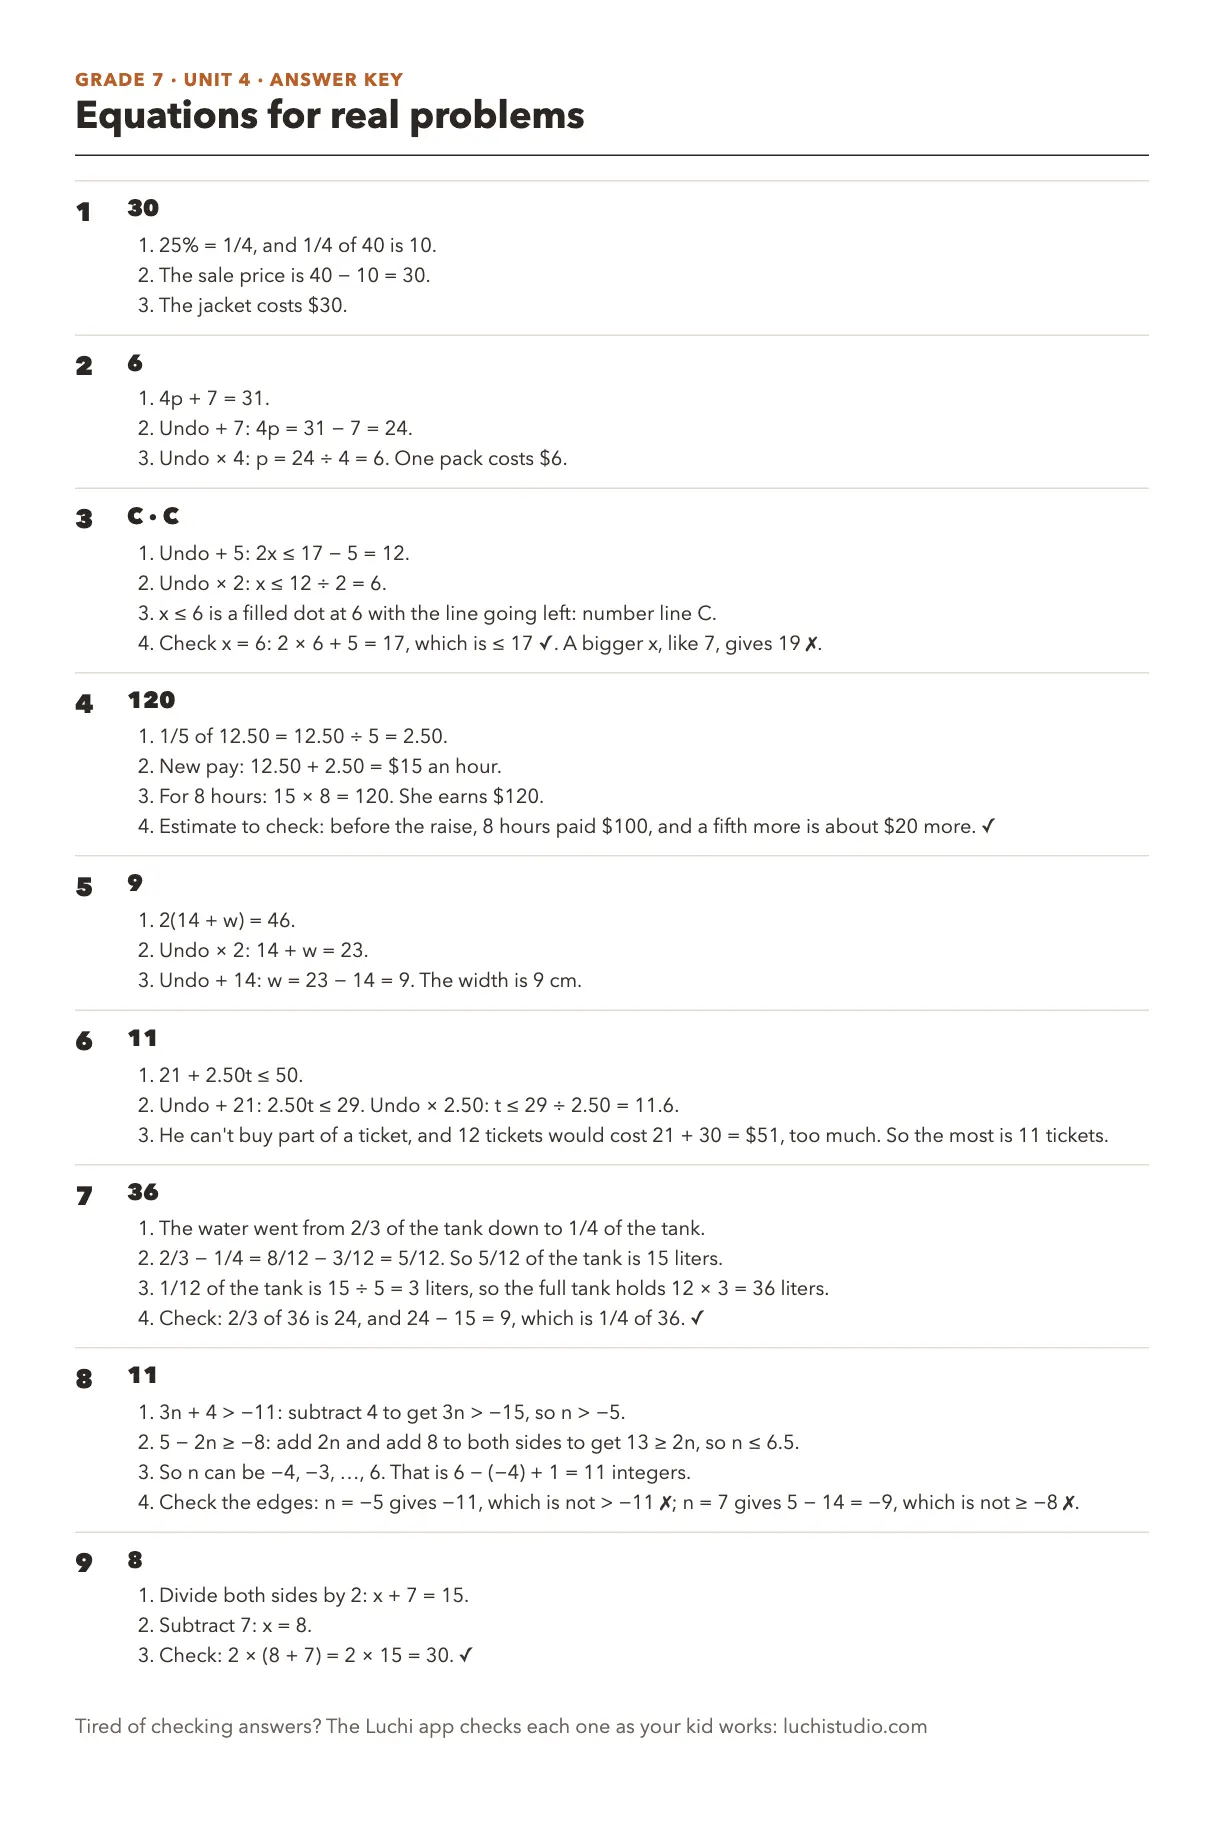 GRADE 7 · UNIT 4 · ANSWER KEY
Equations for real problems
1 30
1. 25% = 1/4, and 1/4 of 40 is 10.
2. The sale price is 40 − 10 = 30.
3. The jacket costs $30.
2 6
1. 4p + 7 = 31.
2. Undo + 7: 4p = 31 − 7 = 24.
3. Undo × 4: p = 24 ÷ 4 = 6. One pack costs $6.
3 C · C
1. Undo + 5: 2x ≤ 17 − 5 = 12.
2. Undo × 2: x ≤ 12 ÷ 2 = 6.
3. x ≤ 6 is a filled dot at 6 with the line going left: number line C.
4. Check x = 6: 2 × 6 + 5 = 17, which is ≤ 17 ✓. A bigger x, like 7, gives 19 ✗.
4 120
1. 1/5 of 12.50 = 12.50 ÷ 5 = 2.50.
2. New pay: 12.50 + 2.50 = $15 an hour.
3. For 8 hours: 15 × 8 = 120. She earns $120.
4. Estimate to check: before the raise, 8 hours paid $100, and a fifth more is about $20 more. ✓
5 9
1. 2(14 + w) = 46.
2. Undo × 2: 14 + w = 23.
3. Undo + 14: w = 23 − 14 = 9. The width is 9 cm.
6 11
1. 21 + 2.50t ≤ 50.
2. Undo + 21: 2.50t ≤ 29. Undo × 2.50: t ≤ 29 ÷ 2.50 = 11.6.
3. He can't buy part of a ticket, and 12 tickets would cost 21 + 30 = $51, too much. So the most is 11 tickets.
7 36
1. The water went from 2/3 of the tank down to 1/4 of the tank.
2. 2/3 − 1/4 = 8/12 − 3/12 = 5/12. So 5/12 of the tank is 15 liters.
3. 1/12 of the tank is 15 ÷ 5 = 3 liters, so the full tank holds 12 × 3 = 36 liters.
4. Check: 2/3 of 36 is 24, and 24 − 15 = 9, which is 1/4 of 36. ✓
8 11
1. 3n + 4 > −11: subtract 4 to get 3n > −15, so n > −5.
2. 5 − 2n ≥ −8: add 2n and add 8 to both sides to get 13 ≥ 2n, so n ≤ 6.5.
3. So n can be −4, −3, …, 6. That is 6 − (−4) + 1 = 11 integers.
4. Check the edges: n = −5 gives −11, which is not > −11 ✗; n = 7 gives 5 − 14 = −9, which is not ≥ −8 ✗.
9 8
1. Divide both sides by 2: x + 7 = 15.
2. Subtract 7: x = 8.
3. Check: 2 × (8 + 7) = 2 × 15 = 30. ✓
Tired of checking answers? The Luchi app checks each one as your kid works: luchistudio.com